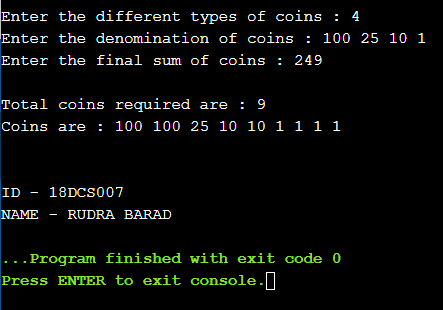 Enter the different types of coins : 4
Enter the denomination of coins : 100 25 10 1
Enter the final sum of coins : 249
Total coins required are : 9
Coins are : 100 100 25 10 10 1 1 1 1
ID - 18DCS007
NAME - RUDRA BARAD
...Program finished with exit code 0
Press ENTER to exit console.